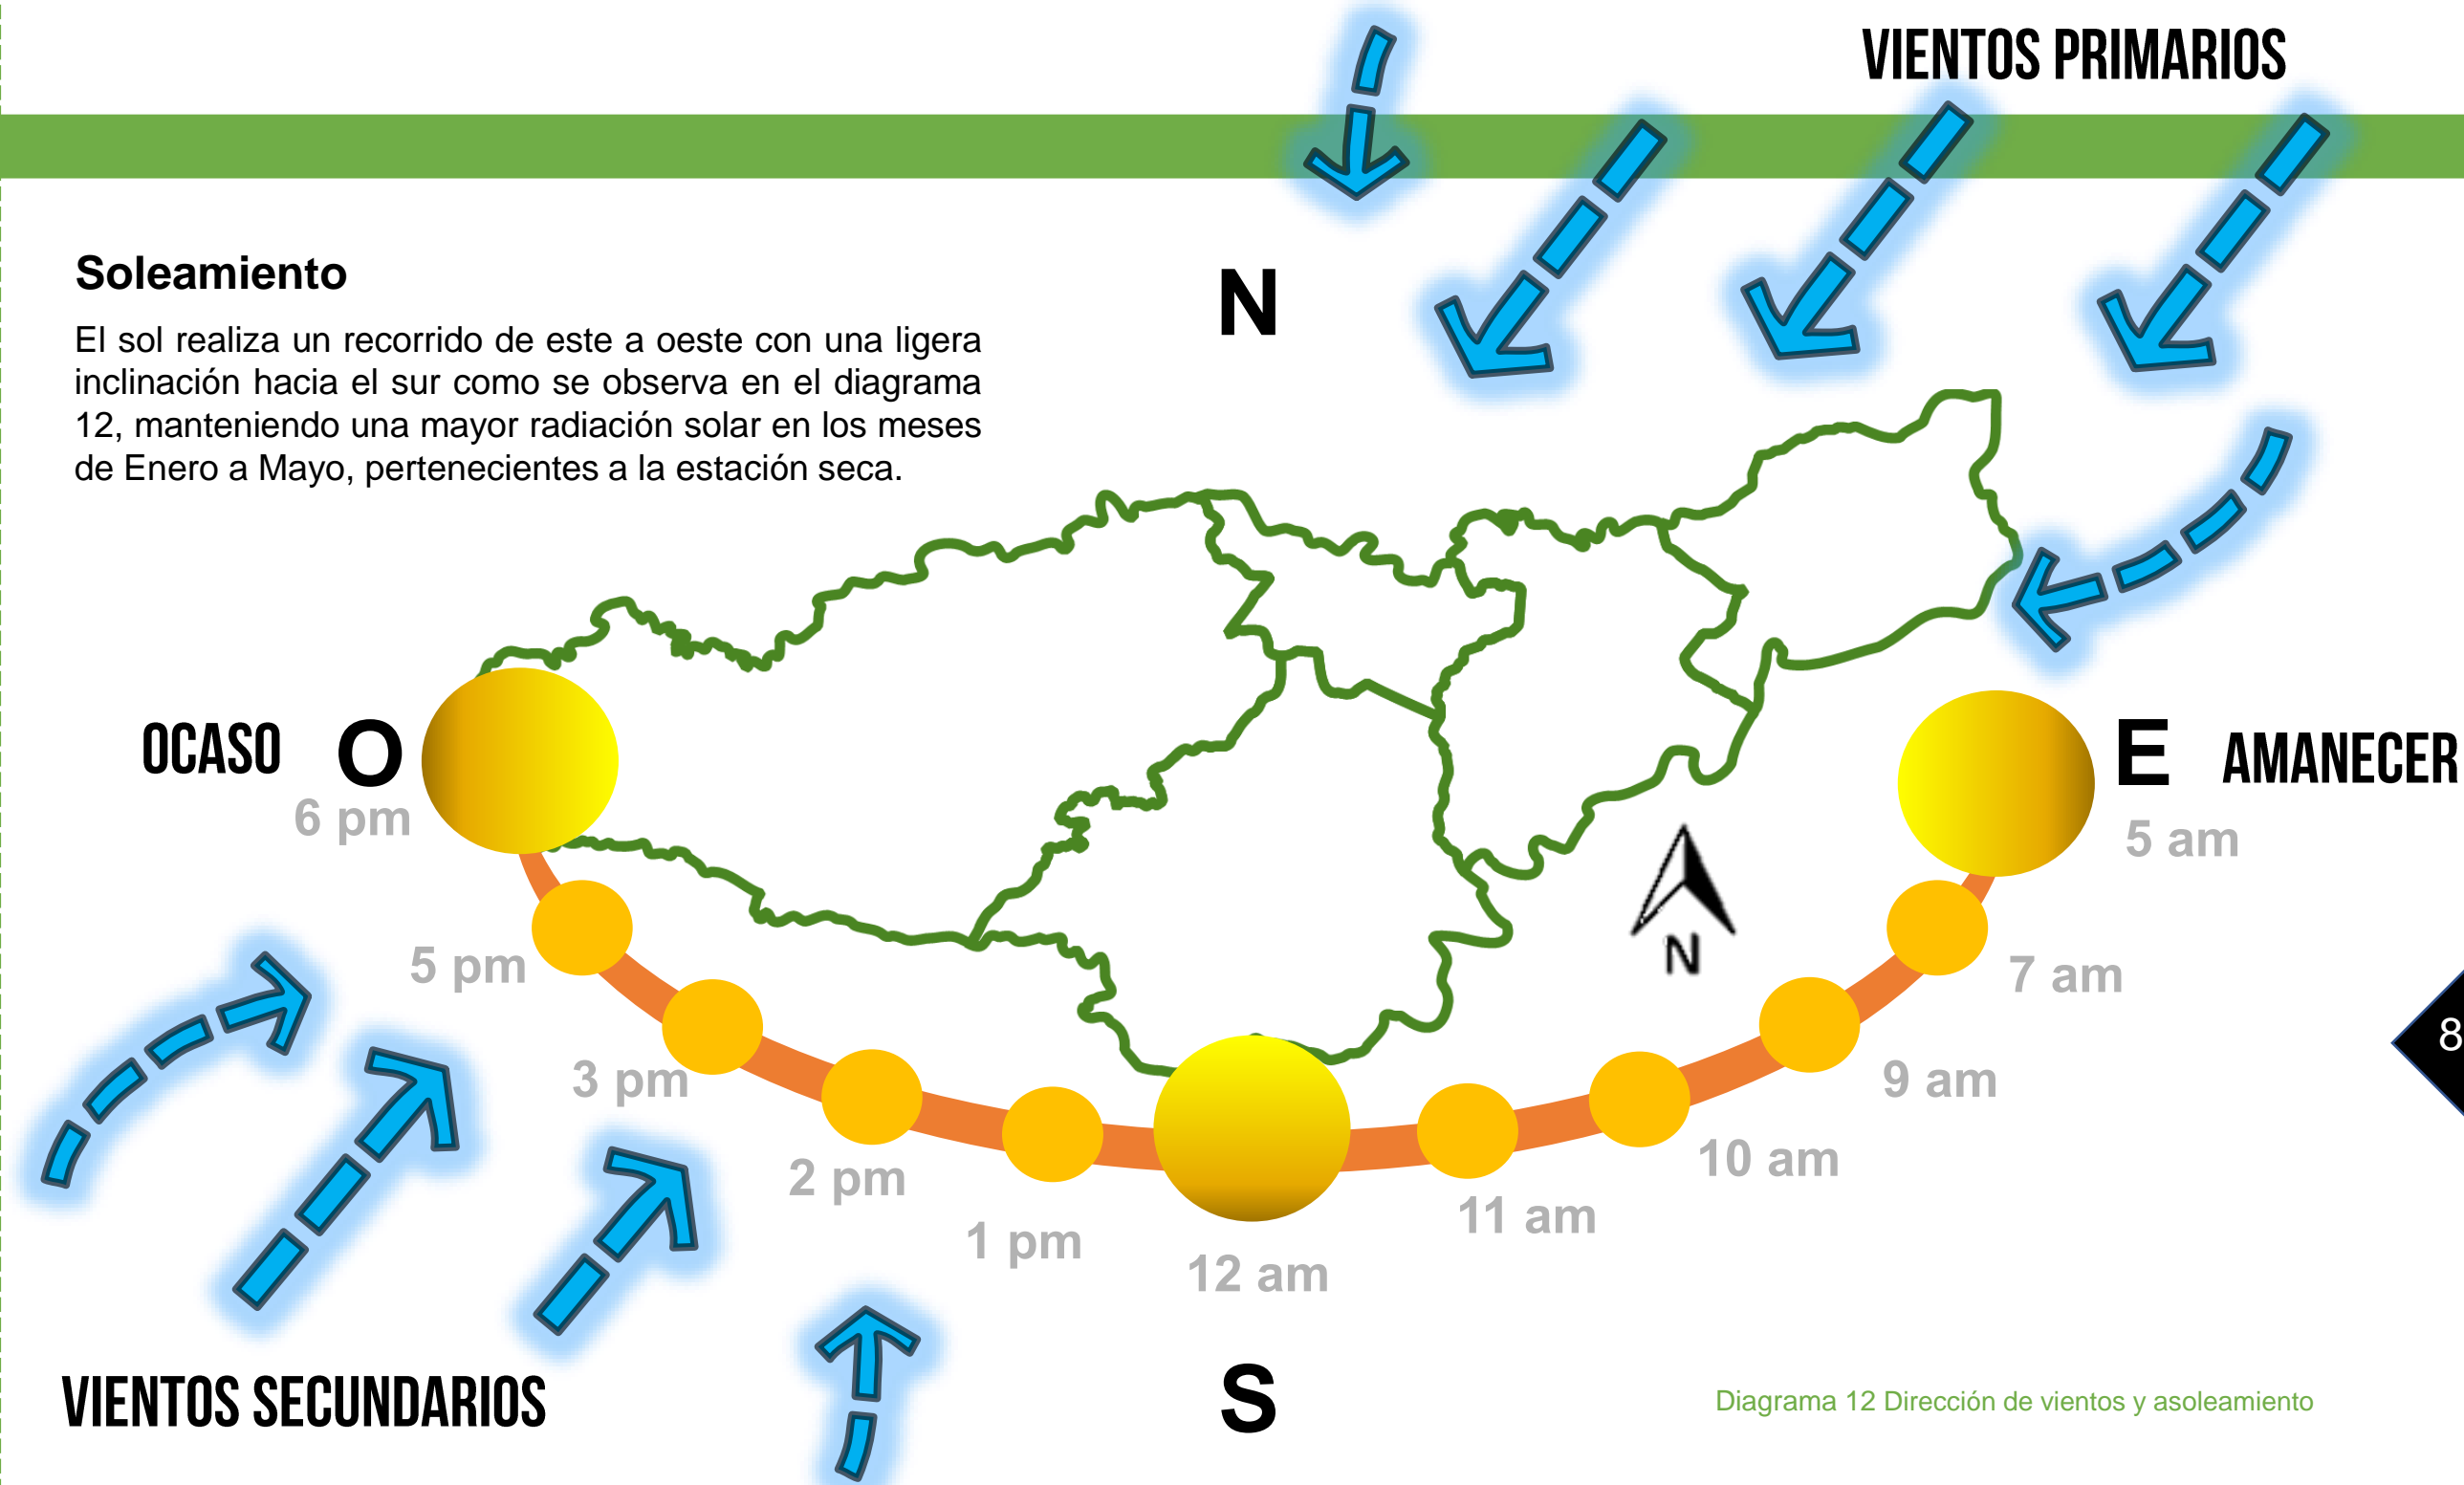 VIENTOS PRIMARIOS
Soleamiento
El sol realiza un recorrido de este a oeste con una ligera
inclinación hacia el sur como se observa en el diagrama
12, manteniendo una mayor radiación solar en los meses
de Enero a Mayo, pertenecientes a la estación seca.
N
OCASO O
6 pm
E AMANECER
5 am
N
5 pm
7 am
3 pm
9 am
8
2 pm
10 am
1 pm
11 am
12 am
VIENTOS SECUNDARIOS
S
Diagrama 12 Dirección de vientos y asoleamiento